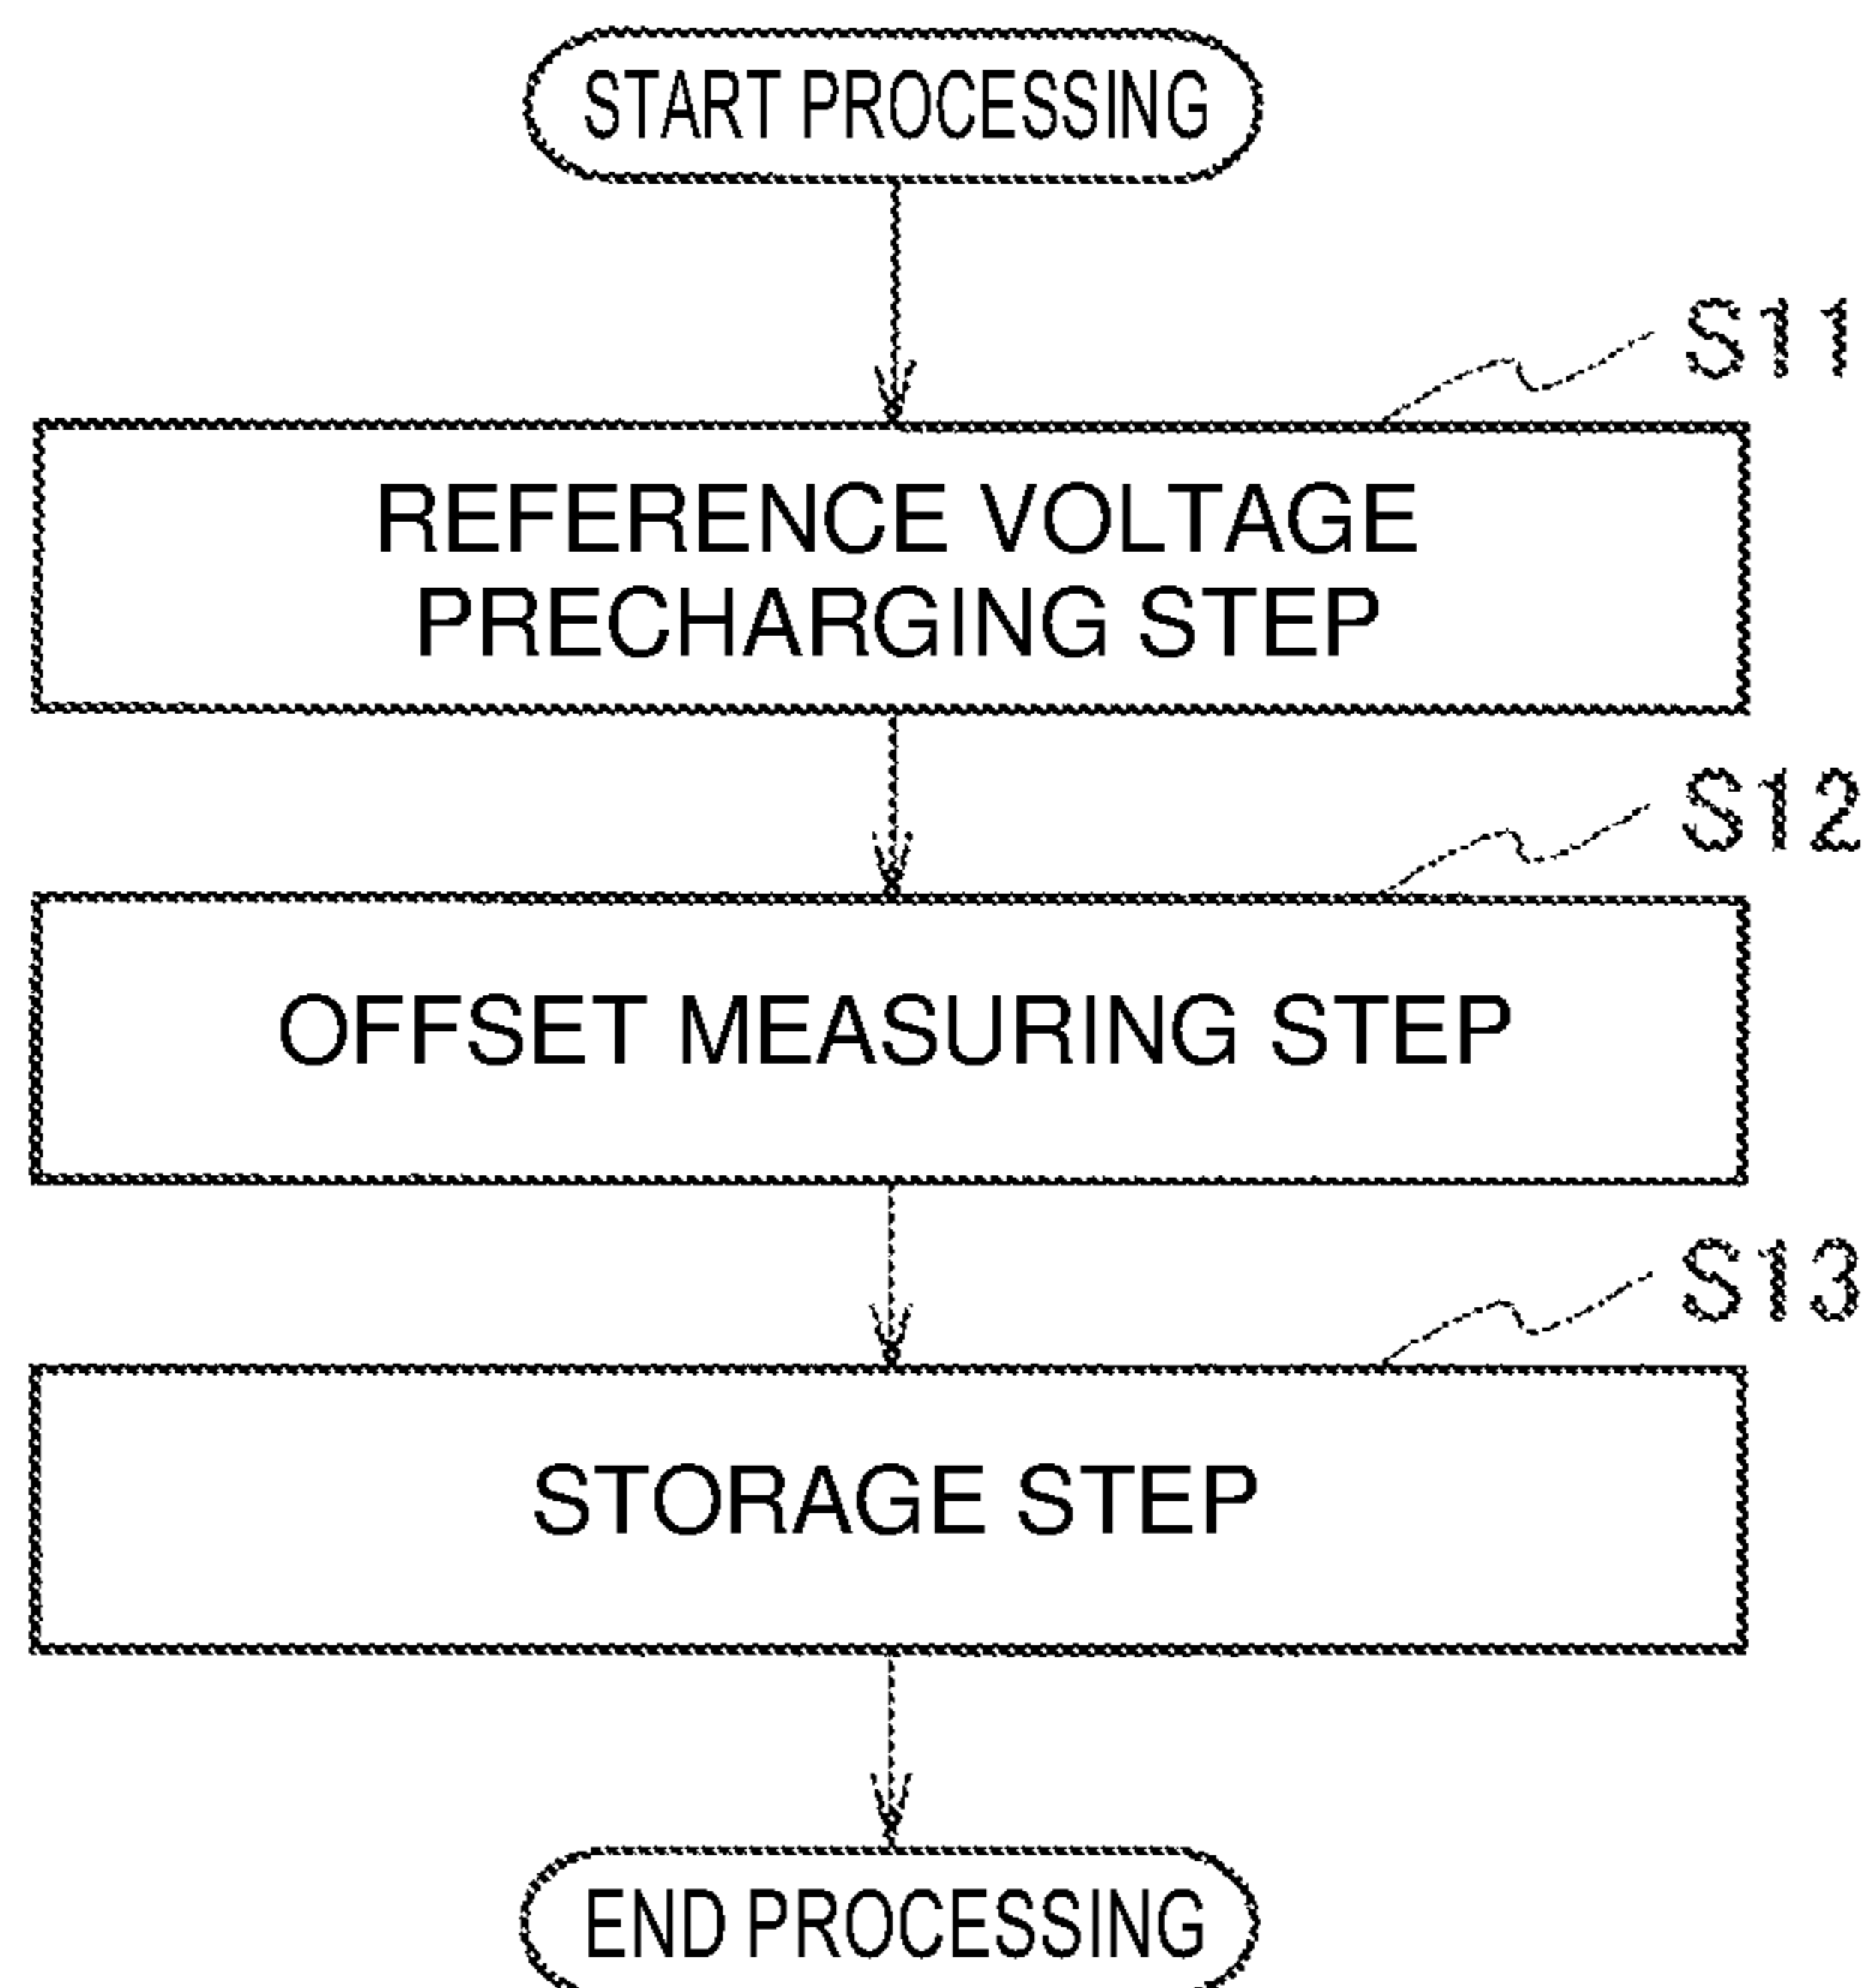 START PROCESSING
S11
REFERENCE VOLTAGE
PRECHARGING STEP
S12
OFFSET MEASURING STEP
S13
STORAGE STEP
END PROCESSING